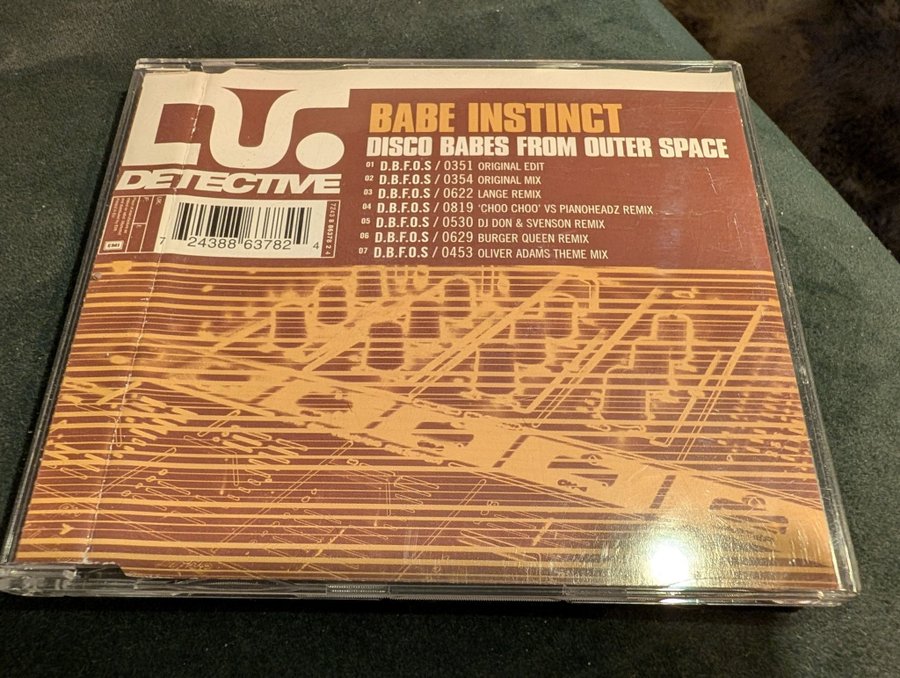 BABE INSTINCT
DISCO BABES FROM OUTER SPACE
01 D.B.F.O.S / 0351 ORIGINAL EDIT
02 D.B.F.O.S / 0354 ORIGINAL MIX
03 D.B.F.O.S / 0622 LANGE REMIX
04 D.B.F.O.S / 0819 'CHOO CHOO' VS PIANOHEADZ REMIX
05 D.B.F.O.S / 0530 DJ DON & SVENSON REMIX
06 D.B.F.O.S / 0629 BURGER QUEEN REMIX
07 D.B.F.O.S / 0453 OLIVER ADAMS THEME MIX
DETECTIVE
7 24388 63782 4
EMI